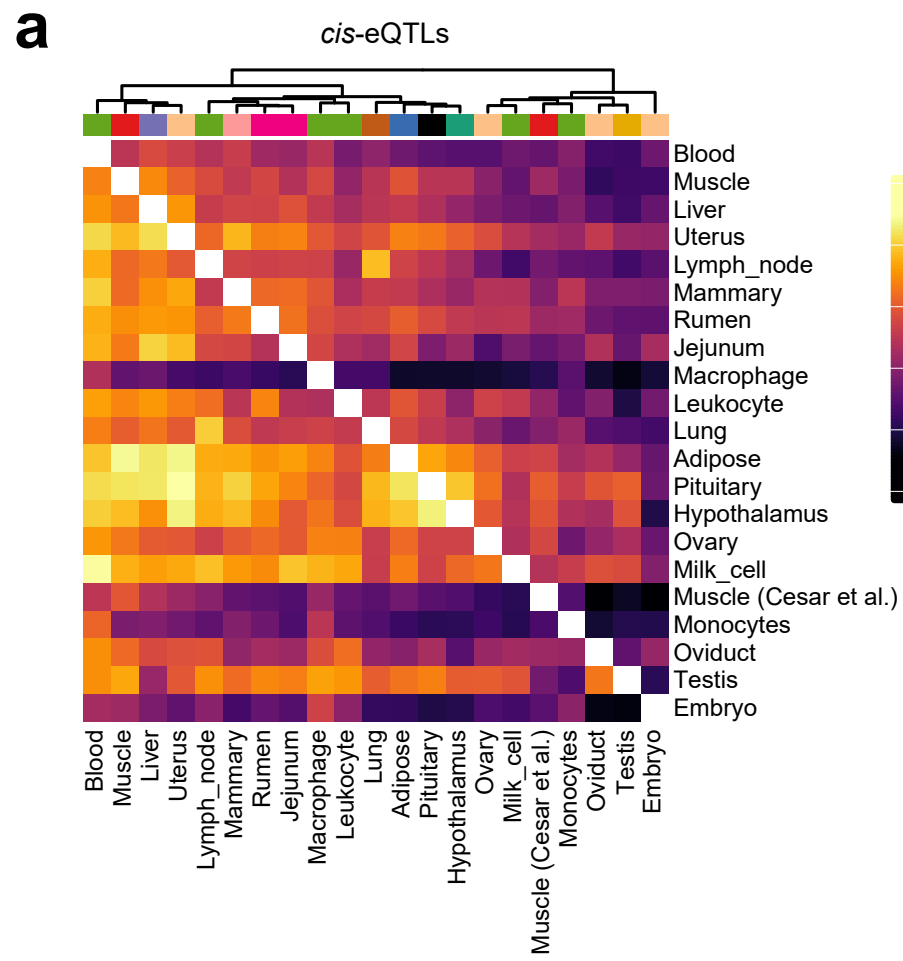 a
cis-eQTLs
Blood
Muscle
Liver
Uterus
Lymph_node
Mammary
Rumen
Jejunum
Macrophage
Leukocyte
Lung
Adipose
Pituitary
Hypothalamus
Ovary
Milk_cell
Muscle (Cesar et al.)
Monocytes
Oviduct
Testis
Embryo
Blood
Muscle
Liver
Uterus
Lymph_node
Mammary
Rumen
Jejunum
Macrophage
Leukocyte
Lung
Adipose
Pituitary
Hypothalamus
Ovary
Milk_cell
Muscle (Cesar et al.)
Monocytes
Oviduct
Testis
Embryo